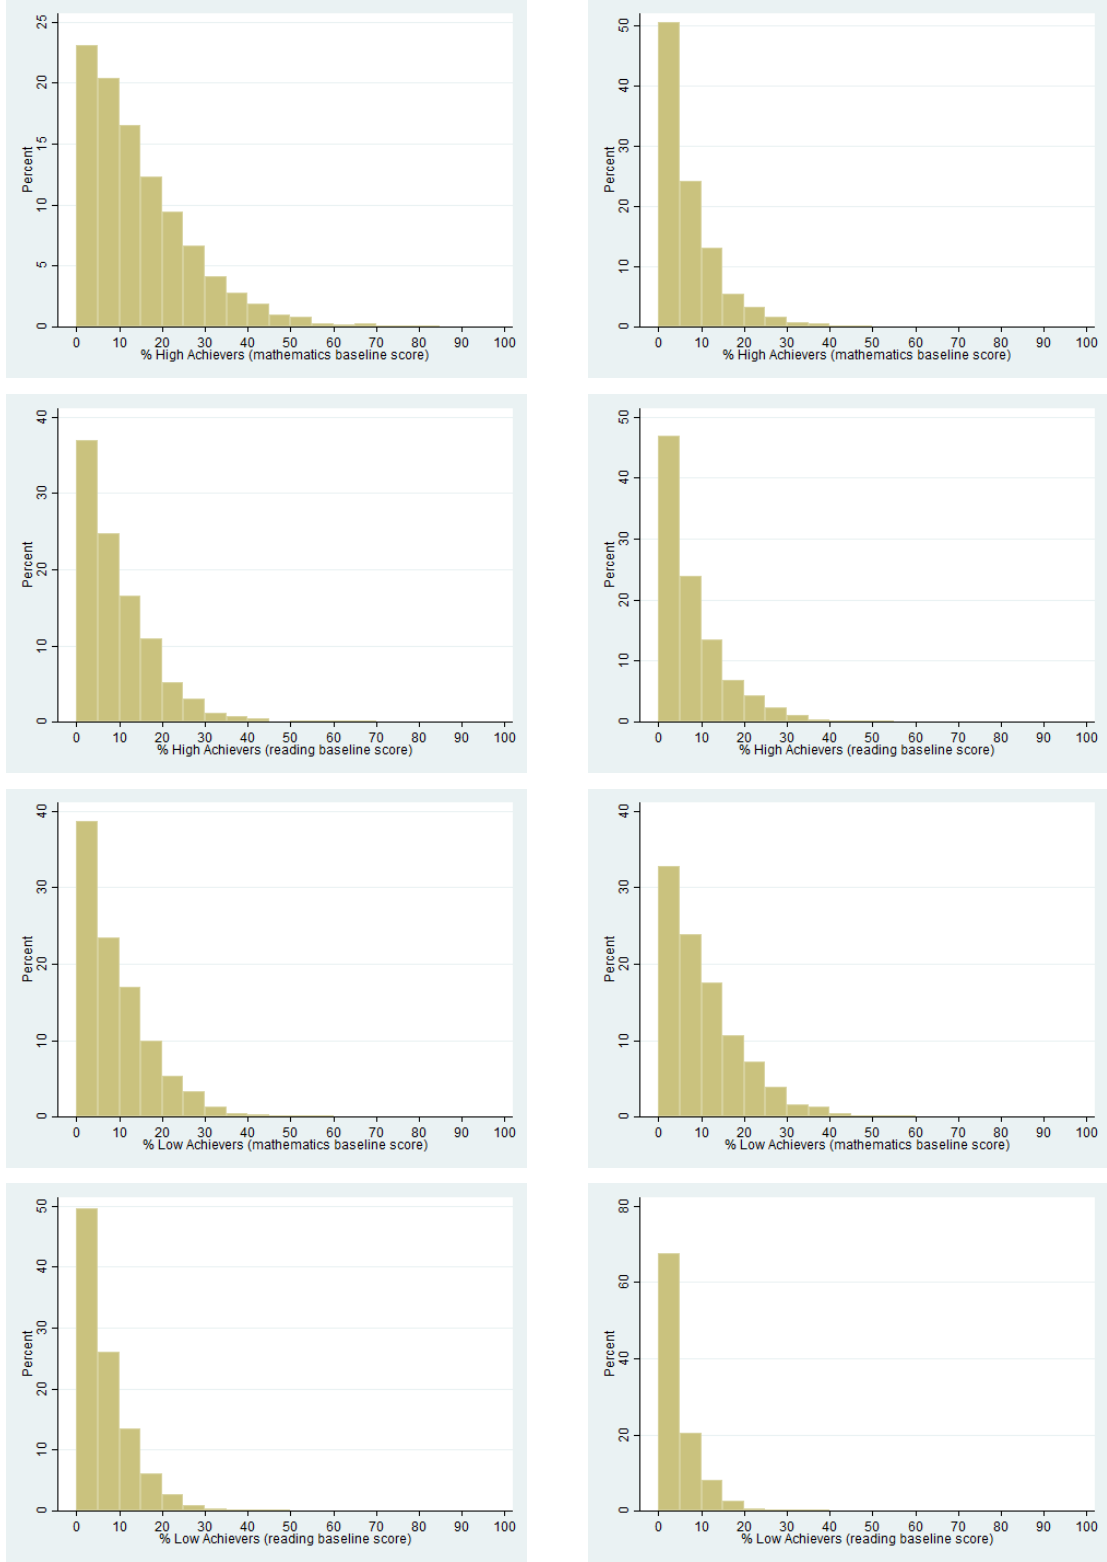 Percent
25
20
15
10
5
0
0 10 20 30 40 50 60 70 80 90 100
% High Achievers (mathematics baseline score)
Percent
50
40
30
20
10
0
0 10 20 30 40 50 60 70 80 90 100
% High Achievers (mathematics baseline score)
Percent
40
30
20
10
0
0 10 20 30 40 50 60 70 80 90 100
% High Achievers (reading baseline score)
Percent
50
40
30
20
10
0
0 10 20 30 40 50 60 70 80 90 100
% High Achievers (reading baseline score)
Percent
40
30
20
10
0
0 10 20 30 40 50 60 70 80 90 100
% Low Achievers (mathematics baseline score)
Percent
40
30
20
10
0
0 10 20 30 40 50 60 70 80 90 100
% Low Achievers (mathematics baseline score)
Percent
50
40
30
20
10
0
0 10 20 30 40 50 60 70 80 90 100
% Low Achievers (reading baseline score)
Percent
80
60
40
20
0
0 10 20 30 40 50 60 70 80 90 100
% Low Achievers (reading baseline score)